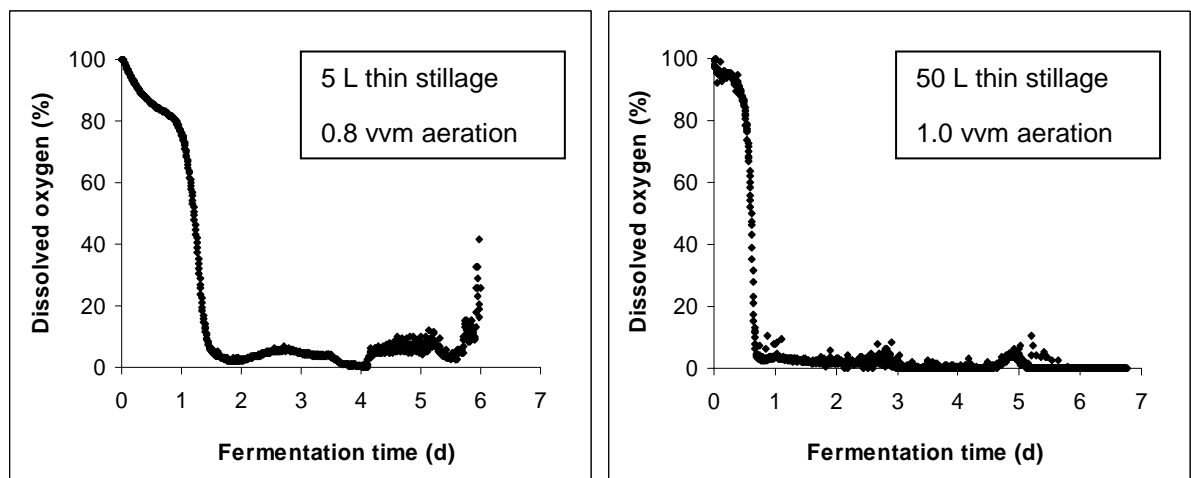 5 L thin stillage
0.8 vvm aeration
Dissolved oxygen (%)
100
80
60
40
20
0
0 1 2 3 4 5 6 7
Fermentation time (d)
50 L thin stillage
1.0 vvm aeration
Dissolved oxygen (%)
100
80
60
40
20
0
0 1 2 3 4 5 6 7
Fermentation time (d)